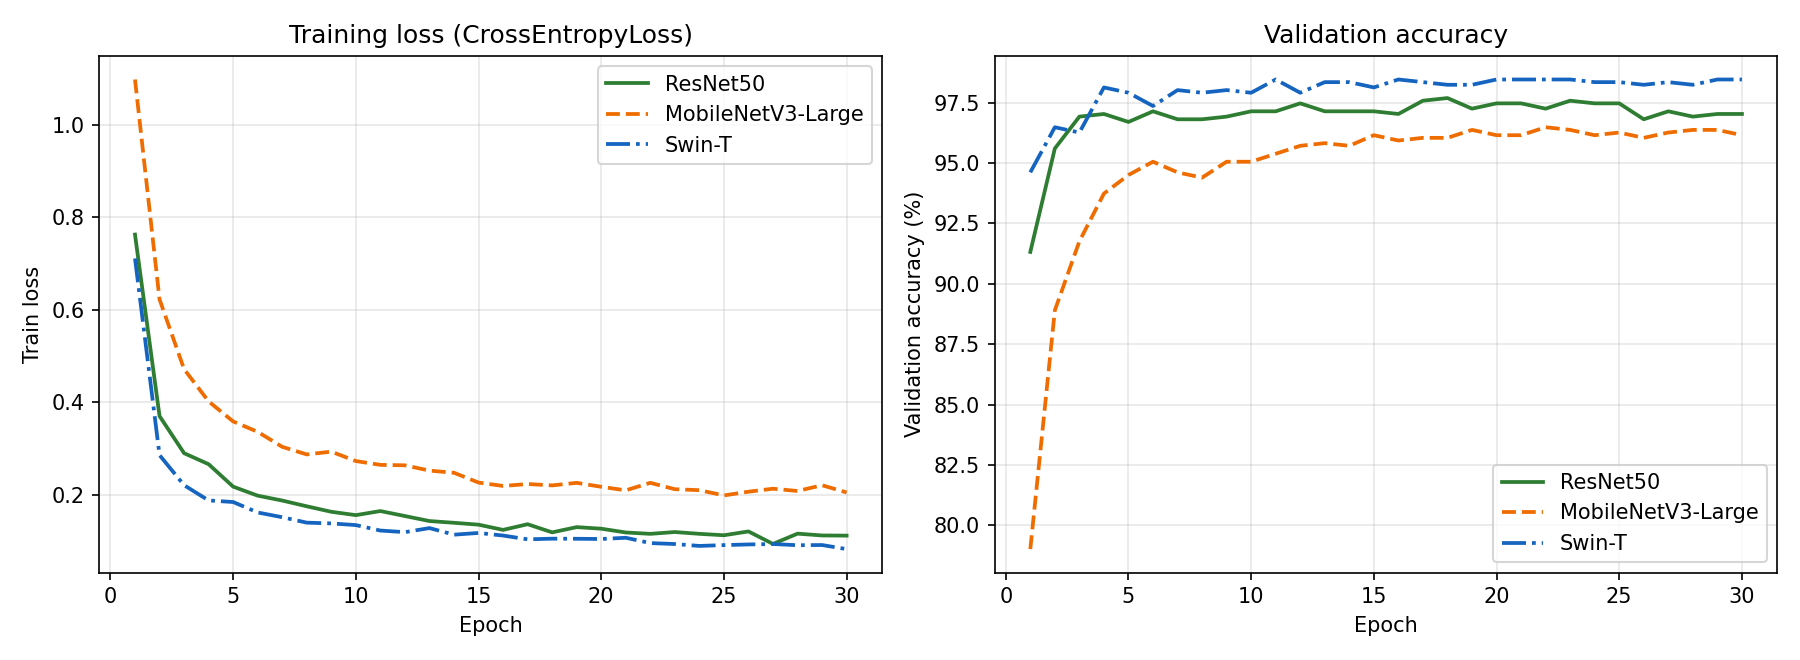 Training loss (CrossEntropyLoss)
Train loss
1.0
0.8
0.6
0.4
0.2
0 5 10 15 20 25 30
Epoch
ResNet50
MobileNetV3-Large
Swin-T
Validation accuracy
Validation accuracy (%)
97.5
95.0
92.5
90.0
87.5
85.0
82.5
80.0
0 5 10 15 20 25 30
Epoch
ResNet50
MobileNetV3-Large
Swin-T